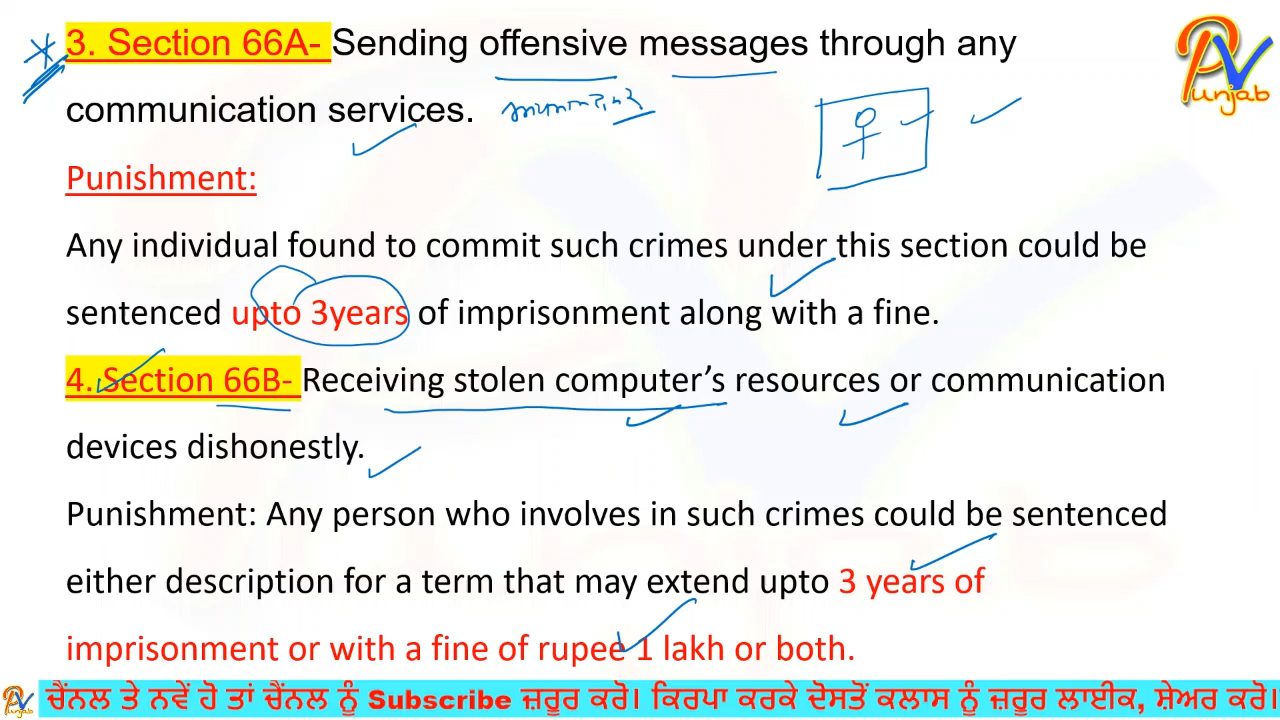 3. Section 66A- Sending offensive messages through any
communication services.
Punishment:
Any individual found to commit such crimes under this section could be
sentenced upto 3years of imprisonment along with a fine.
4. Section 66B- Receiving stolen computer's resources or communication
devices dishonestly.
Punishment: Any person who involves in such crimes could be sentenced
either description for a term that may extend upto 3 years of
imprisonment or with a fine of rupee 1 lakh or both.
ਚੈਂਨਲ ਤੇ ਨਵੇਂ ਹੋ ਤਾਂ ਚੈਂਨਲ ਨੂੰ Subscribe ਜ਼ਰੂਰ ਕਰੋ। ਕਿਰਪਾ ਕਰਕੇ ਦੋਸਤੋਂ ਕਲਾਸ ਨੂੰ ਜ਼ਰੂਰ ਲਾਈਕ, ਸ਼ੇਅਰ ਕਰੋ।
PV Punjab